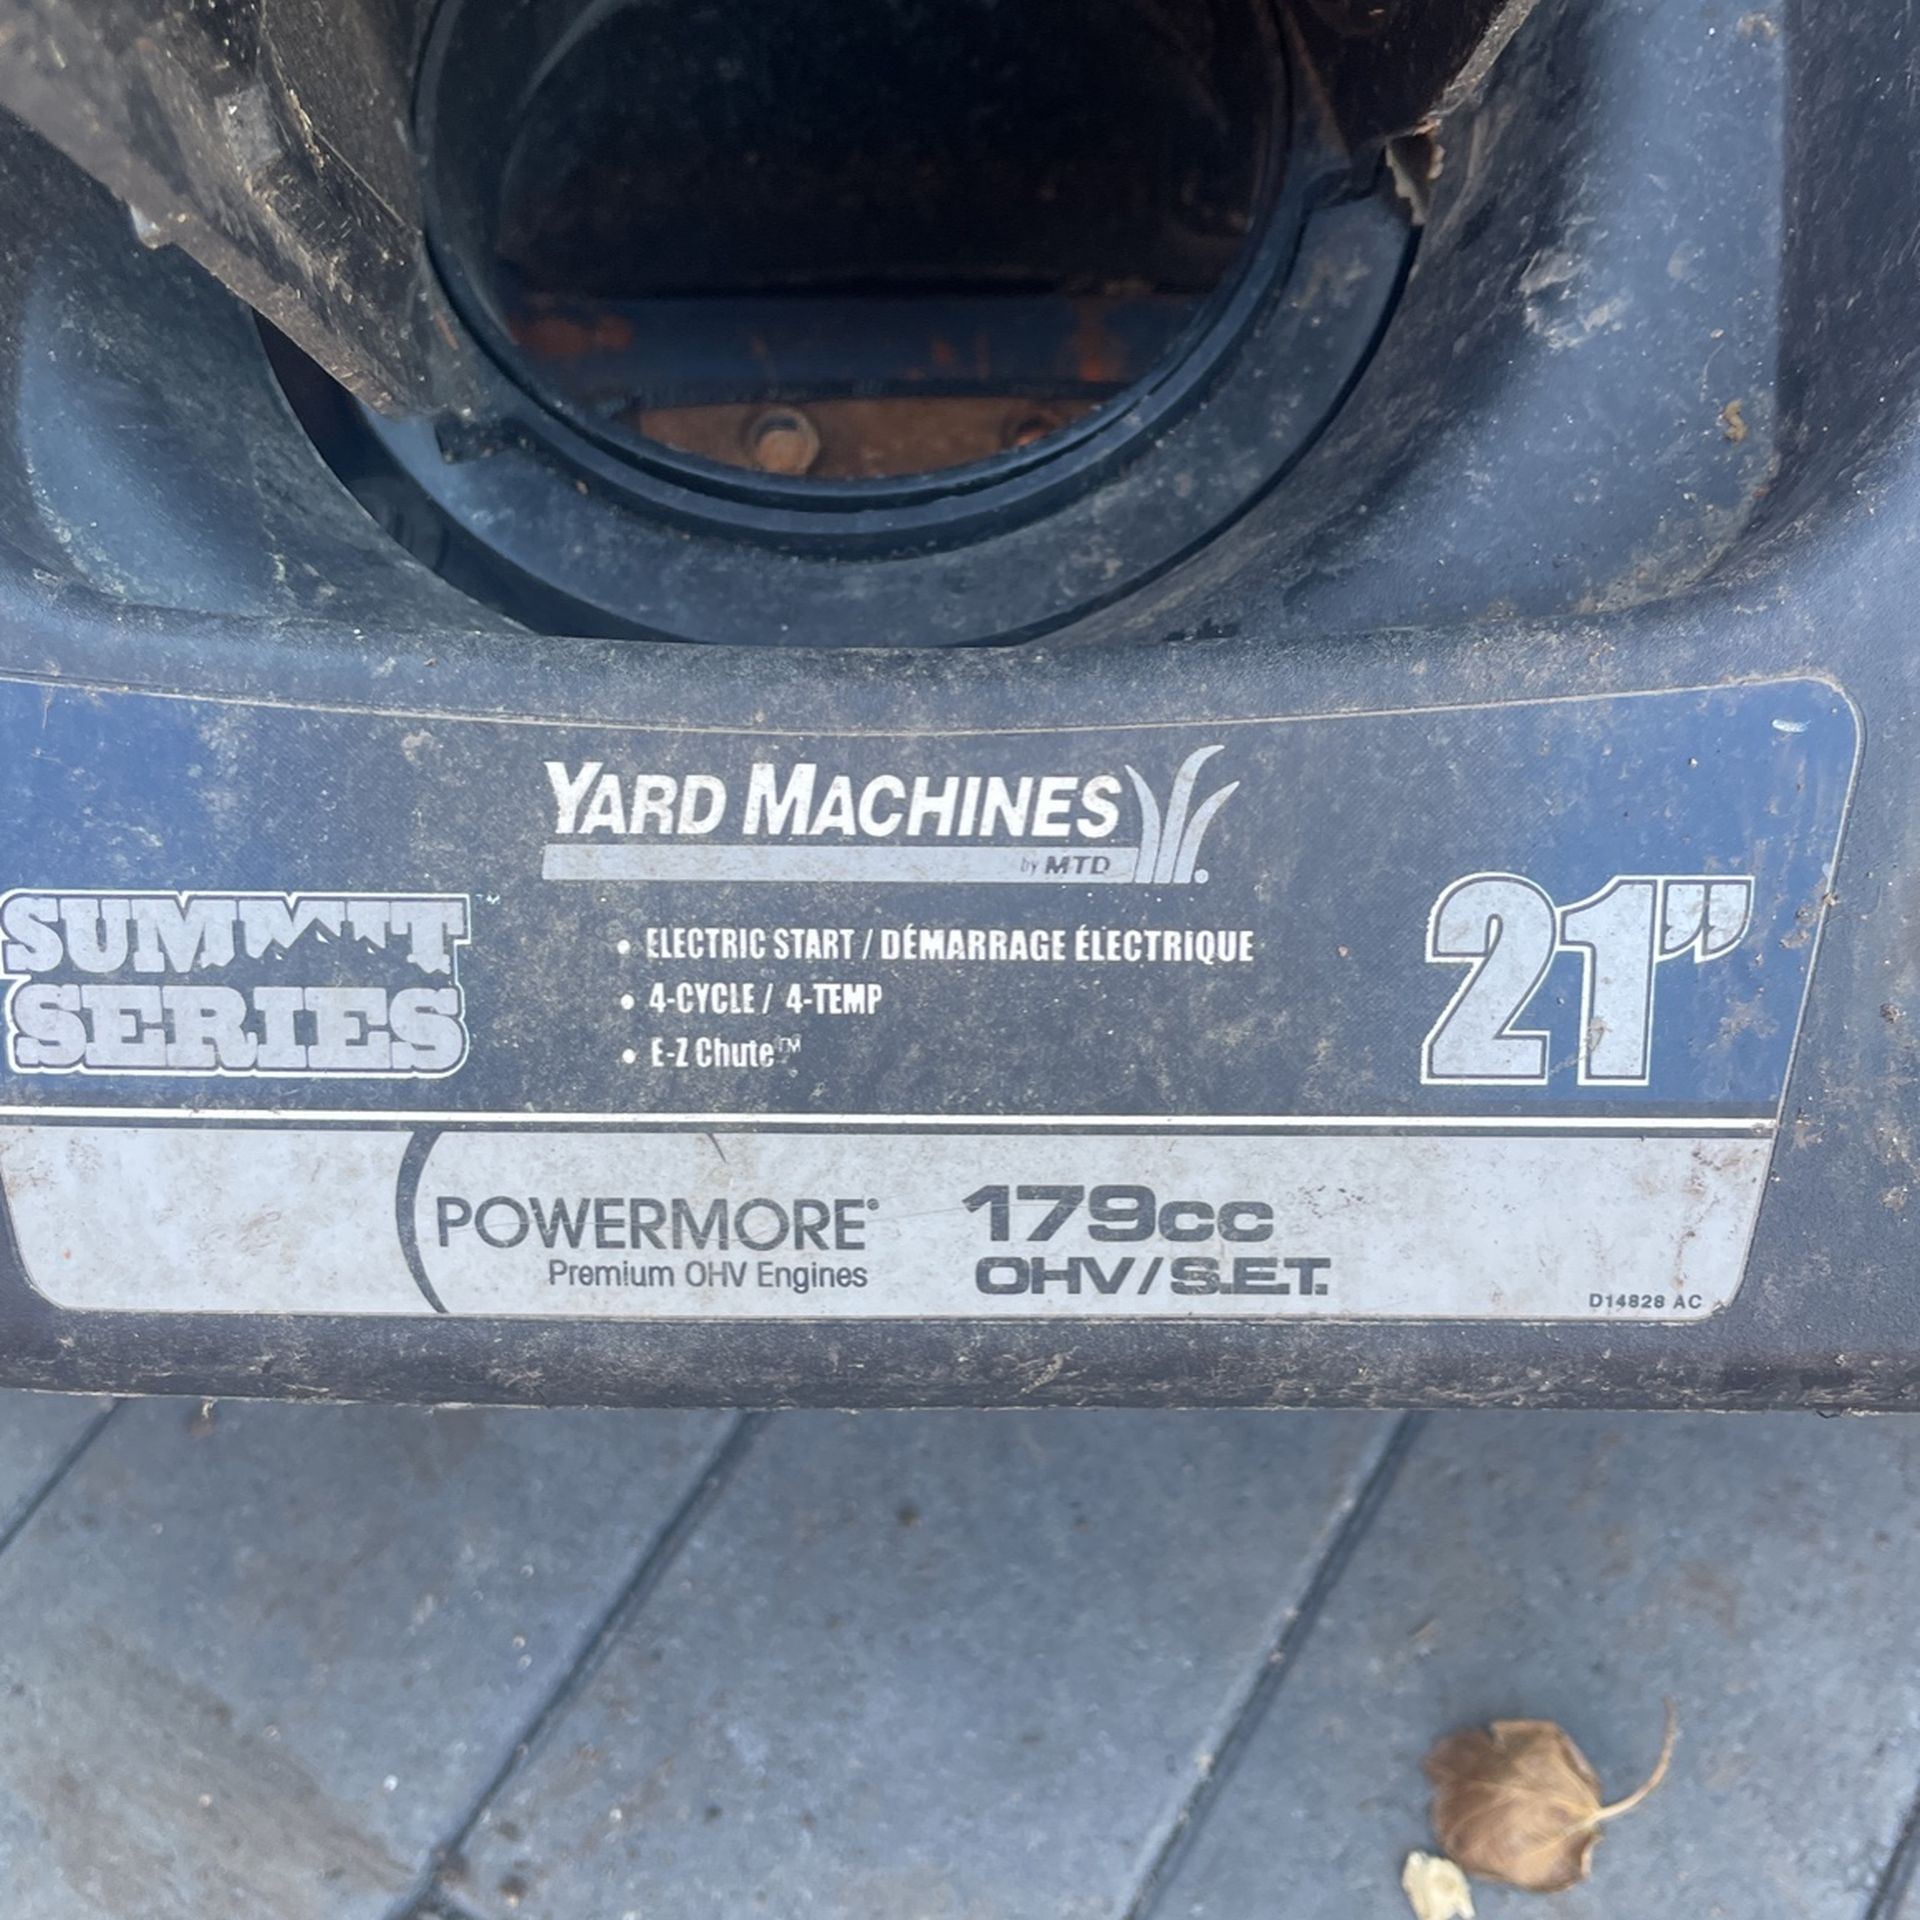 YARD MACHINES
by MTD
SUMMIT
SERIES
• ELECTRIC START / DÉMARRAGE ÉLECTRIQUE
• 4-CYCLE / 4-TEMP
• E-Z Chute™
21"
POWERMORE®
Premium OHV Engines
179cc
OHV/S.E.T.
D14828 AC